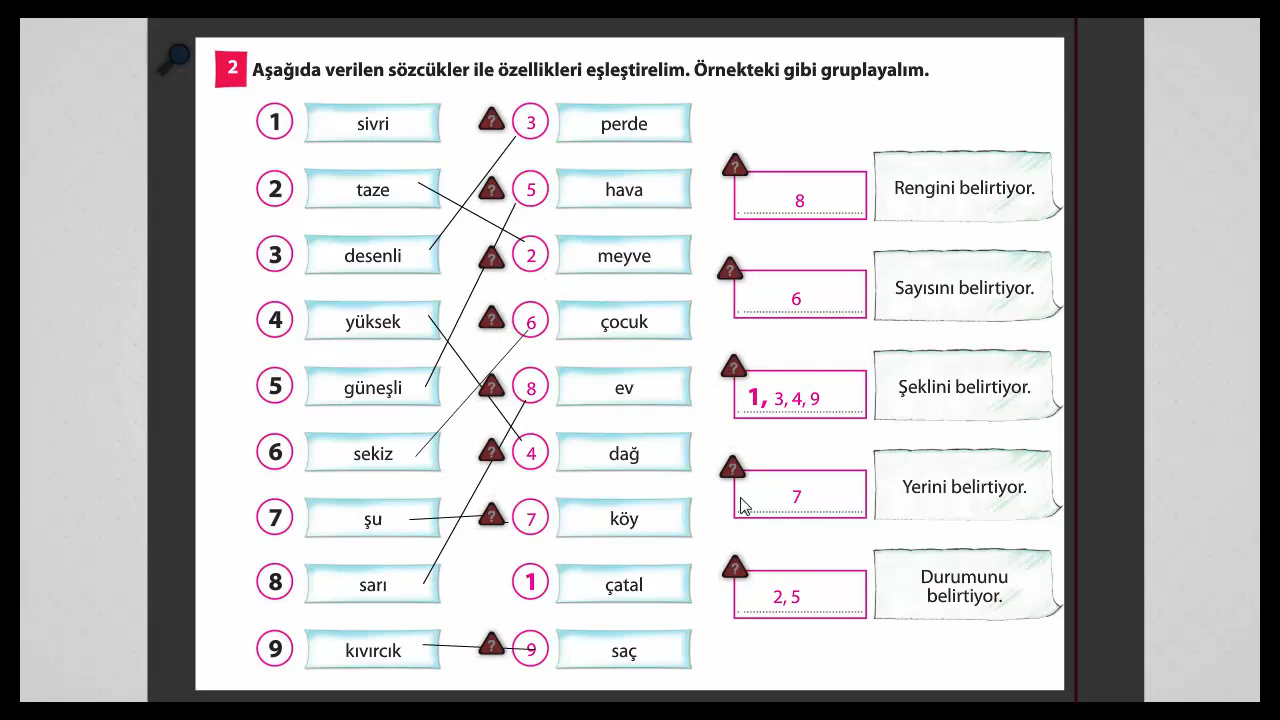 2 Aşağıda verilen sözcükler ile özellikleri eşleştirelim. Örnekteki gibi gruplayalım.
1 sivri ? 3 perde
2 taze ? 5 hava
3 desenli ? 2 meyve
4 yüksek ? 6 çocuk
5 güneşli ? 8 ev
6 sekiz ? 4 dağ
7 şu ? 7 köy
8 sarı 1 çatal
9 kıvırcık ? 9 saç
? 8 Rengini belirtiyor.
? 6 Sayısını belirtiyor.
? 1, 3, 4, 9 Şeklini belirtiyor.
? 7 Yerini belirtiyor.
? 2, 5 Durumunu
belirtiyor.